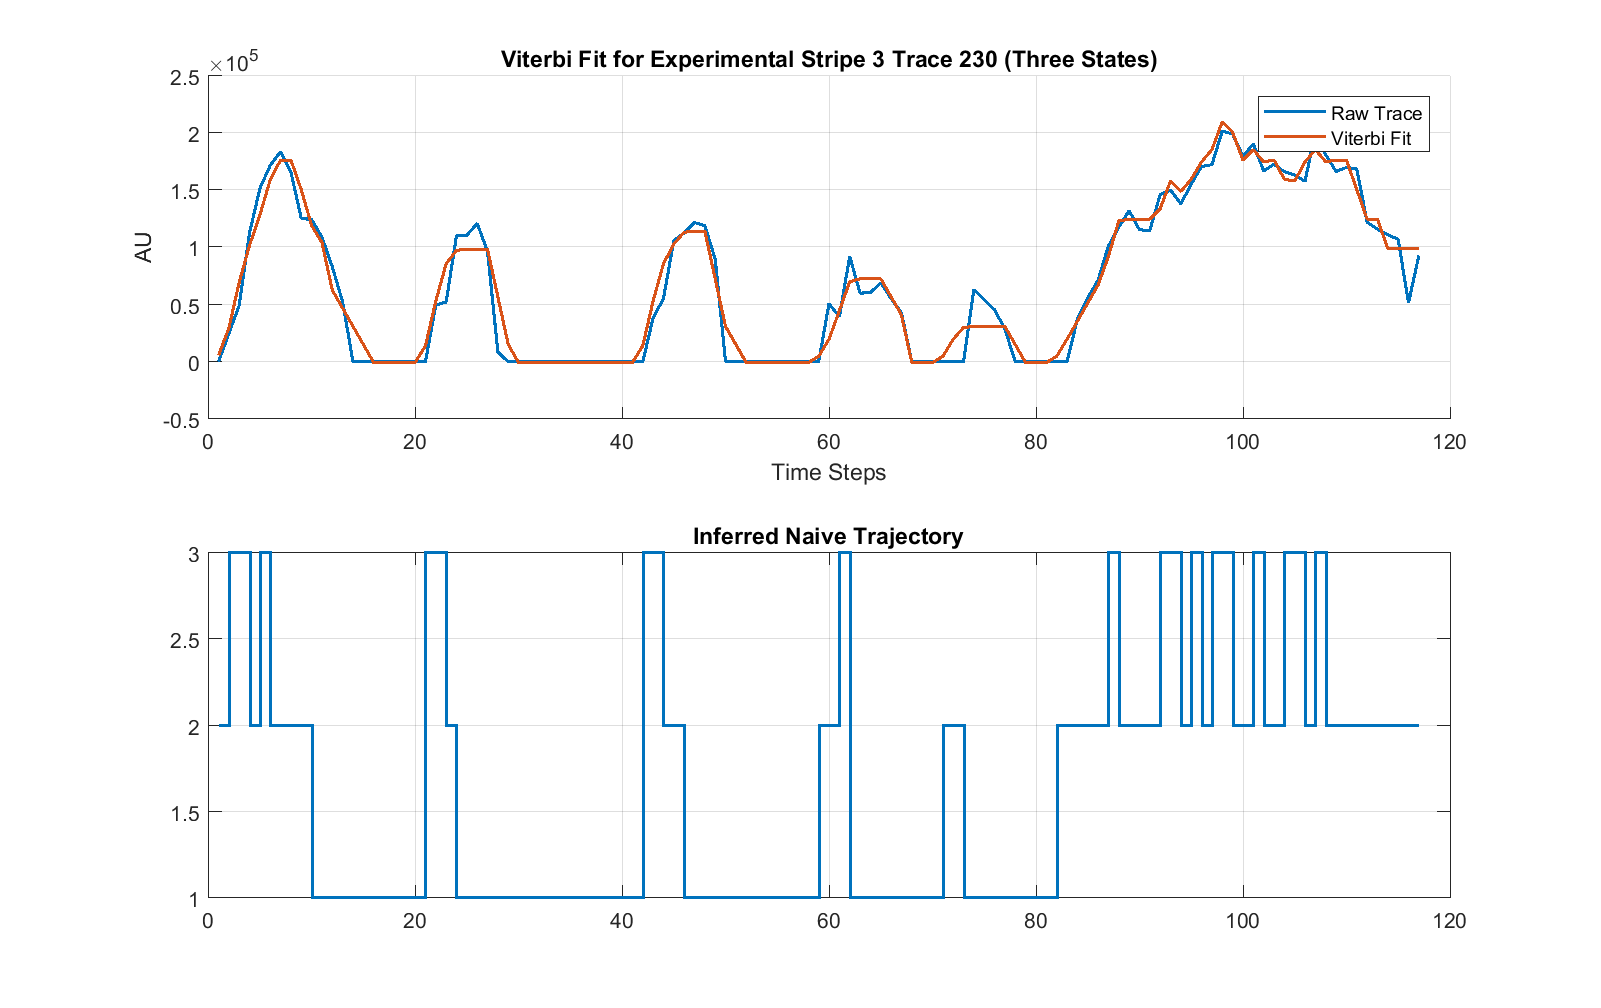 Viterbi Fit for Experimental Stripe 3 Trace 230 (Three States)
×10⁵
2.5
2
1.5
1
0.5
0
-0.5
AU
Raw Trace
Viterbi Fit
0 20 40 60 80 100 120
Time Steps
Inferred Naive Trajectory
3
2.5
2
1.5
1
0 20 40 60 80 100 120